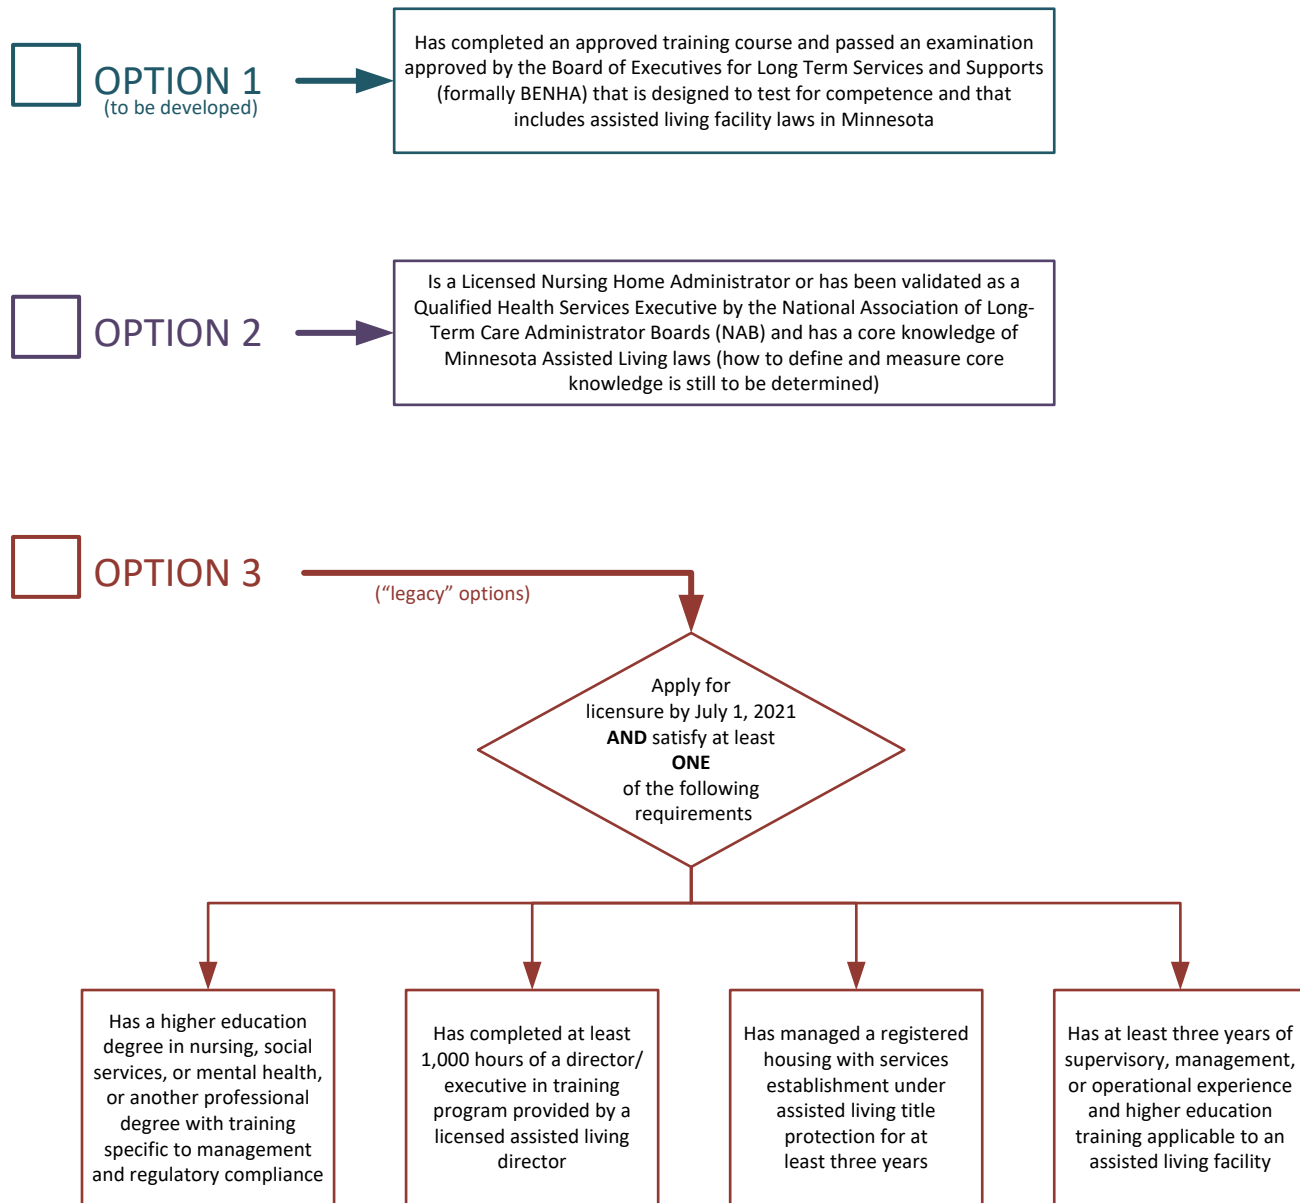 OPTION 1
(to be developed)
Has completed an approved training course and passed an examination
approved by the Board of Executives for Long Term Services and Supports
(formally BENHA) that is designed to test for competence and that
includes assisted living facility laws in Minnesota
OPTION 2
Is a Licensed Nursing Home Administrator or has been validated as a
Qualified Health Services Executive by the National Association of Long-
Term Care Administrator Boards (NAB) and has a core knowledge of
Minnesota Assisted Living laws (how to define and measure core
knowledge is still to be determined)
OPTION 3
(“legacy” options)
Apply for
licensure by July 1, 2021
AND satisfy at least
ONE
of the following
requirements
Has a higher education
degree in nursing, social
services, or mental health,
or another professional
degree with training
specific to management
and regulatory compliance
Has completed at least
1,000 hours of a director/
executive in training
program provided by a
licensed assisted living
director
Has managed a registered
housing with services
establishment under
assisted living title
protection for at
least three years
Has at least three years of
supervisory, management,
or operational experience
and higher education
training applicable to an
assisted living facility